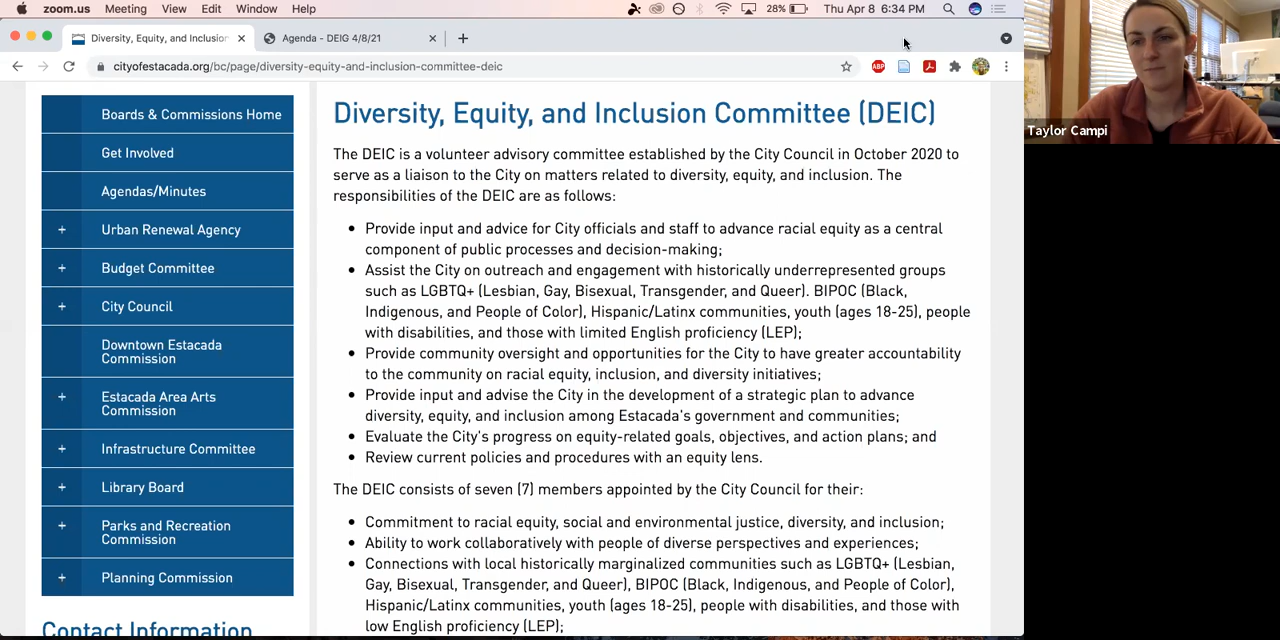 zoom.us Meeting View Edit Window Help 28% Thu Apr 8 6:34 PM
Diversity, Equity, and Inclusion Agenda - DEIG 4/8/21
cityofestacada.org/bc/page/diversity-equity-and-inclusion-committee-deic ABP
Taylor Campi
Boards & Commissions Home
Get Involved
Agendas/Minutes
+ Urban Renewal Agency
+ Budget Committee
+ City Council
Downtown Estacada
Commission
+ Estacada Area Arts
Commission
+ Infrastructure Committee
+ Library Board
+ Parks and Recreation
Commission
+ Planning Commission
Contact Information
Diversity, Equity, and Inclusion Committee (DEIC)
The DEIC is a volunteer advisory committee established by the City Council in October 2020 to
serve as a liaison to the City on matters related to diversity, equity, and inclusion. The
responsibilities of the DEIC are as follows:
• Provide input and advice for City officials and staff to advance racial equity as a central
component of public processes and decision-making;
• Assist the City on outreach and engagement with historically underrepresented groups
such as LGBTQ+ (Lesbian, Gay, Bisexual, Transgender, and Queer). BIPOC (Black,
Indigenous, and People of Color), Hispanic/Latinx communities, youth (ages 18-25), people
with disabilities, and those with limited English proficiency (LEP);
• Provide community oversight and opportunities for the City to have greater accountability
to the community on racial equity, inclusion, and diversity initiatives;
• Provide input and advise the City in the development of a strategic plan to advance
diversity, equity, and inclusion among Estacada's government and communities;
• Evaluate the City's progress on equity-related goals, objectives, and action plans; and
• Review current policies and procedures with an equity lens.
The DEIC consists of seven (7) members appointed by the City Council for their:
• Commitment to racial equity, social and environmental justice, diversity, and inclusion;
• Ability to work collaboratively with people of diverse perspectives and experiences;
• Connections with local historically marginalized communities such as LGBTQ+ (Lesbian,
Gay, Bisexual, Transgender, and Queer), BIPOC (Black, Indigenous, and People of Color),
Hispanic/Latinx communities, youth (ages 18-25), people with disabilities, and those with
low English proficiency (LEP);